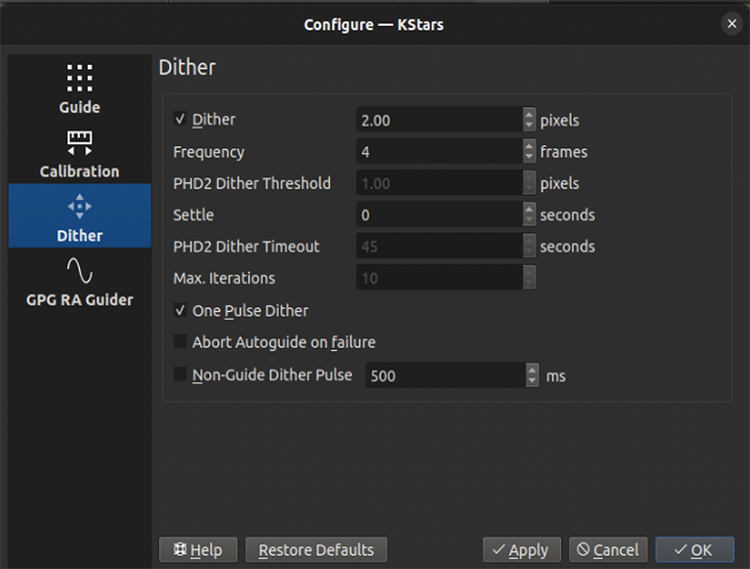 Configure — KStars
Guide
Calibration
Dither
GPG RA Guider
Dither
Dither 2.00 pixels
Frequency 4 frames
PHD2 Dither Threshold 1.00 pixels
Settle 0 seconds
PHD2 Dither Timeout 45 seconds
Max. Iterations 10
One Pulse Dither
Abort Autoguide on failure
Non-Guide Dither Pulse 500 ms
Help Restore Defaults Apply Cancel OK